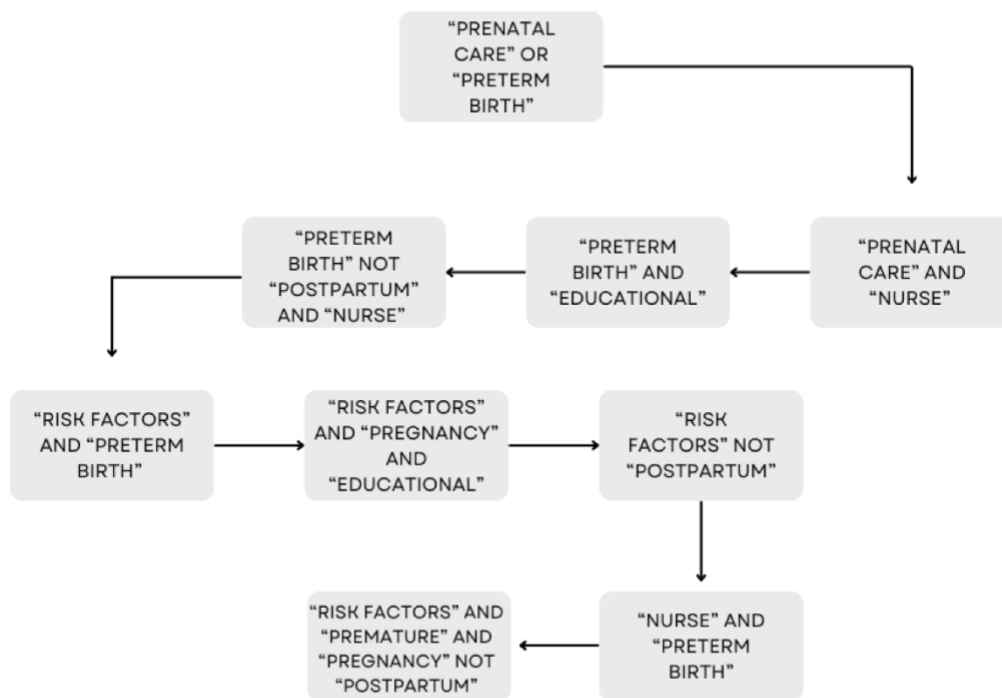 “PRENATAL
CARE” OR
“PRETERM
BIRTH”
“PRENATAL
CARE” AND
“NURSE”
“PRETERM
BIRTH” AND
“EDUCATIONAL”
“PRETERM
BIRTH” NOT
“POSTPARTUM”
AND “NURSE”
“RISK FACTORS”
AND “PRETERM
BIRTH”
“RISK FACTORS”
AND “PREGNANCY”
AND
“EDUCATIONAL”
“RISK
FACTORS” NOT
“POSTPARTUM”
“NURSE” AND
“PRETERM
BIRTH”
“RISK FACTORS” AND
“PREMATURE” AND
“PREGNANCY” NOT
“POSTPARTUM”